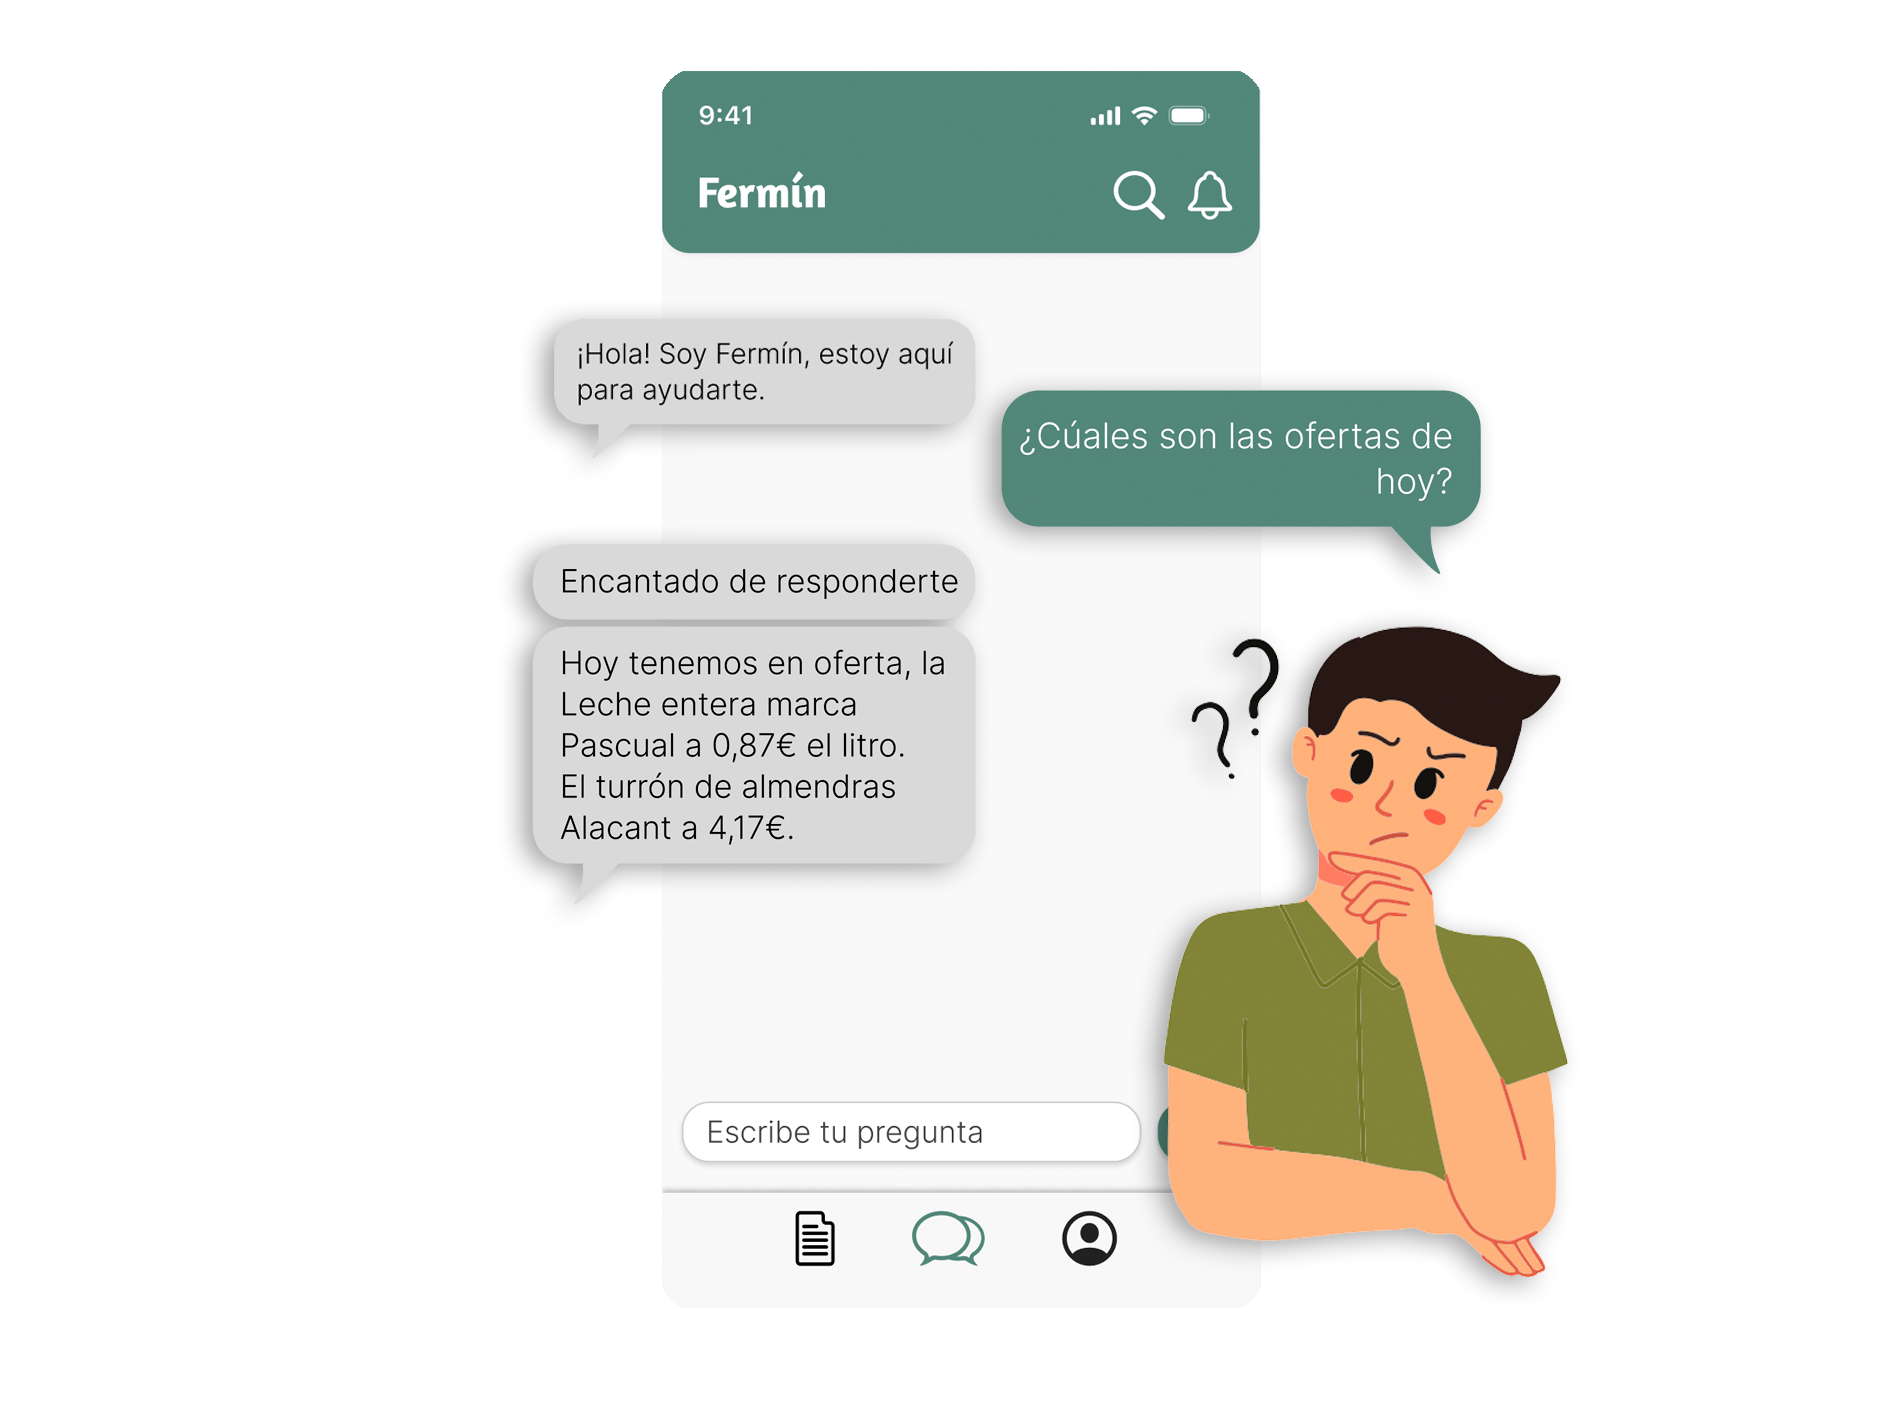 9:41
Fermín
¡Hola! Soy Fermín, estoy aquí
para ayudarte.
¿Cúales son las ofertas de
hoy?
Encantado de responderte
Hoy tenemos en oferta, la
Leche entera marca
Pascual a 0,87€ el litro.
El turrón de almendras
Alacant a 4,17€.
? ?
Escribe tu pregunta